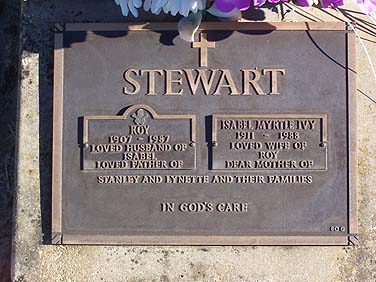 STEWART
ROY
1907 ~ 1987
LOVED HUSBAND OF
ISABEL
LOVED FATHER OF
ISABEL MYRTLE IVY
1911 ~ 1988
LOVED WIFE OF
ROY
DEAR MOTHER OF
STANLEY AND LYNETTE AND THEIR FAMILIES
IN GOD'S CARE